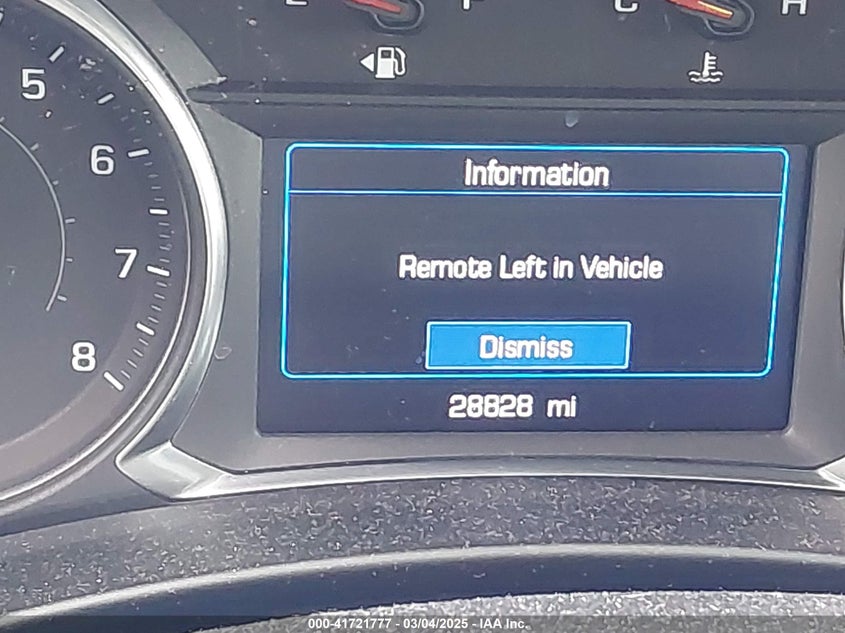 E F C H
5
6
7
8
Information
Remote Left in Vehicle
Dismiss
28828 mi
000-41721777 - 03/04/2025 - IAA Inc.